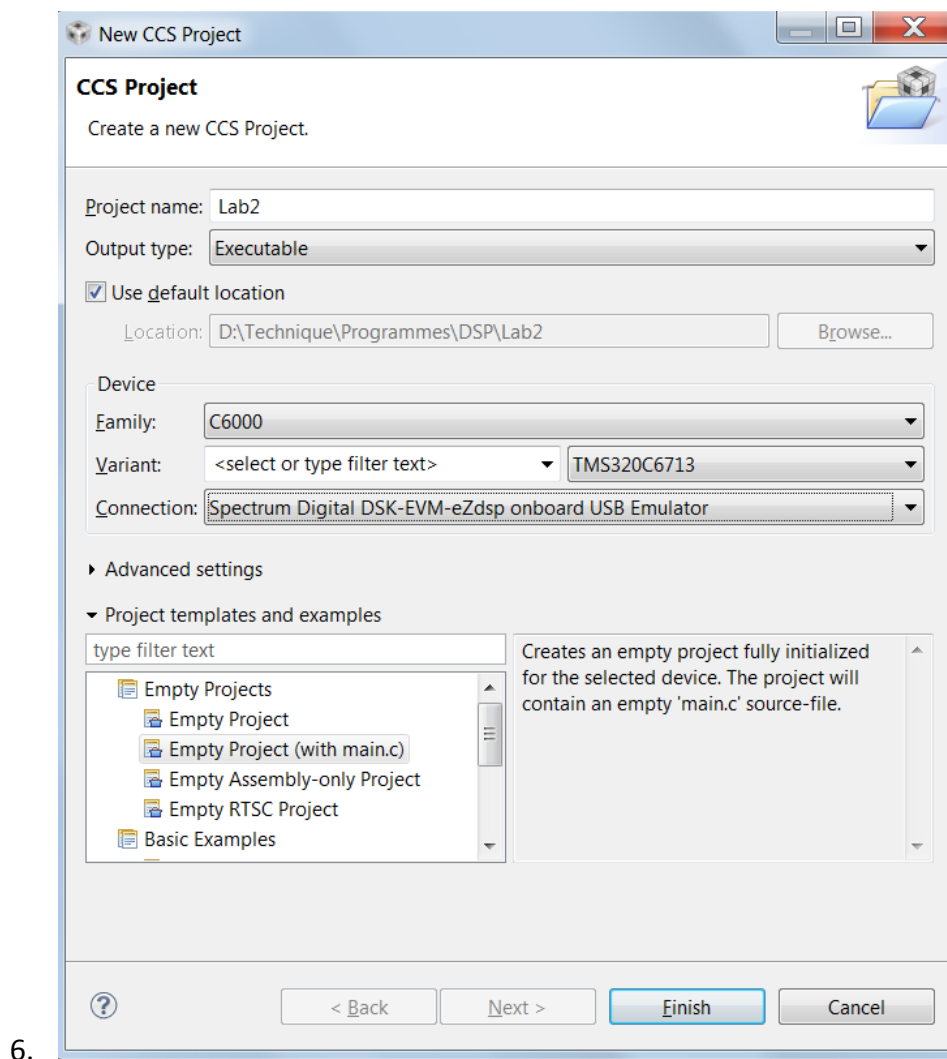 New CCS Project
CCS Project
Create a new CCS Project.
Project name: Lab2
Output type: Executable
Use default location
Location: D:\Technique\Programmes\DSP\Lab2 Browse...
Device
Family: C6000
Variant: <select or type filter text> TMS320C6713
Connection: Spectrum Digital DSK-EVM-eZdsp onboard USB Emulator
Advanced settings
Project templates and examples
type filter text
Empty Projects
Empty Project
Empty Project (with main.c)
Empty Assembly-only Project
Empty RTSC Project
Basic Examples
Creates an empty project fully initialized
for the selected device. The project will
contain an empty 'main.c' source-file.
? < Back Next > Finish Cancel
6.